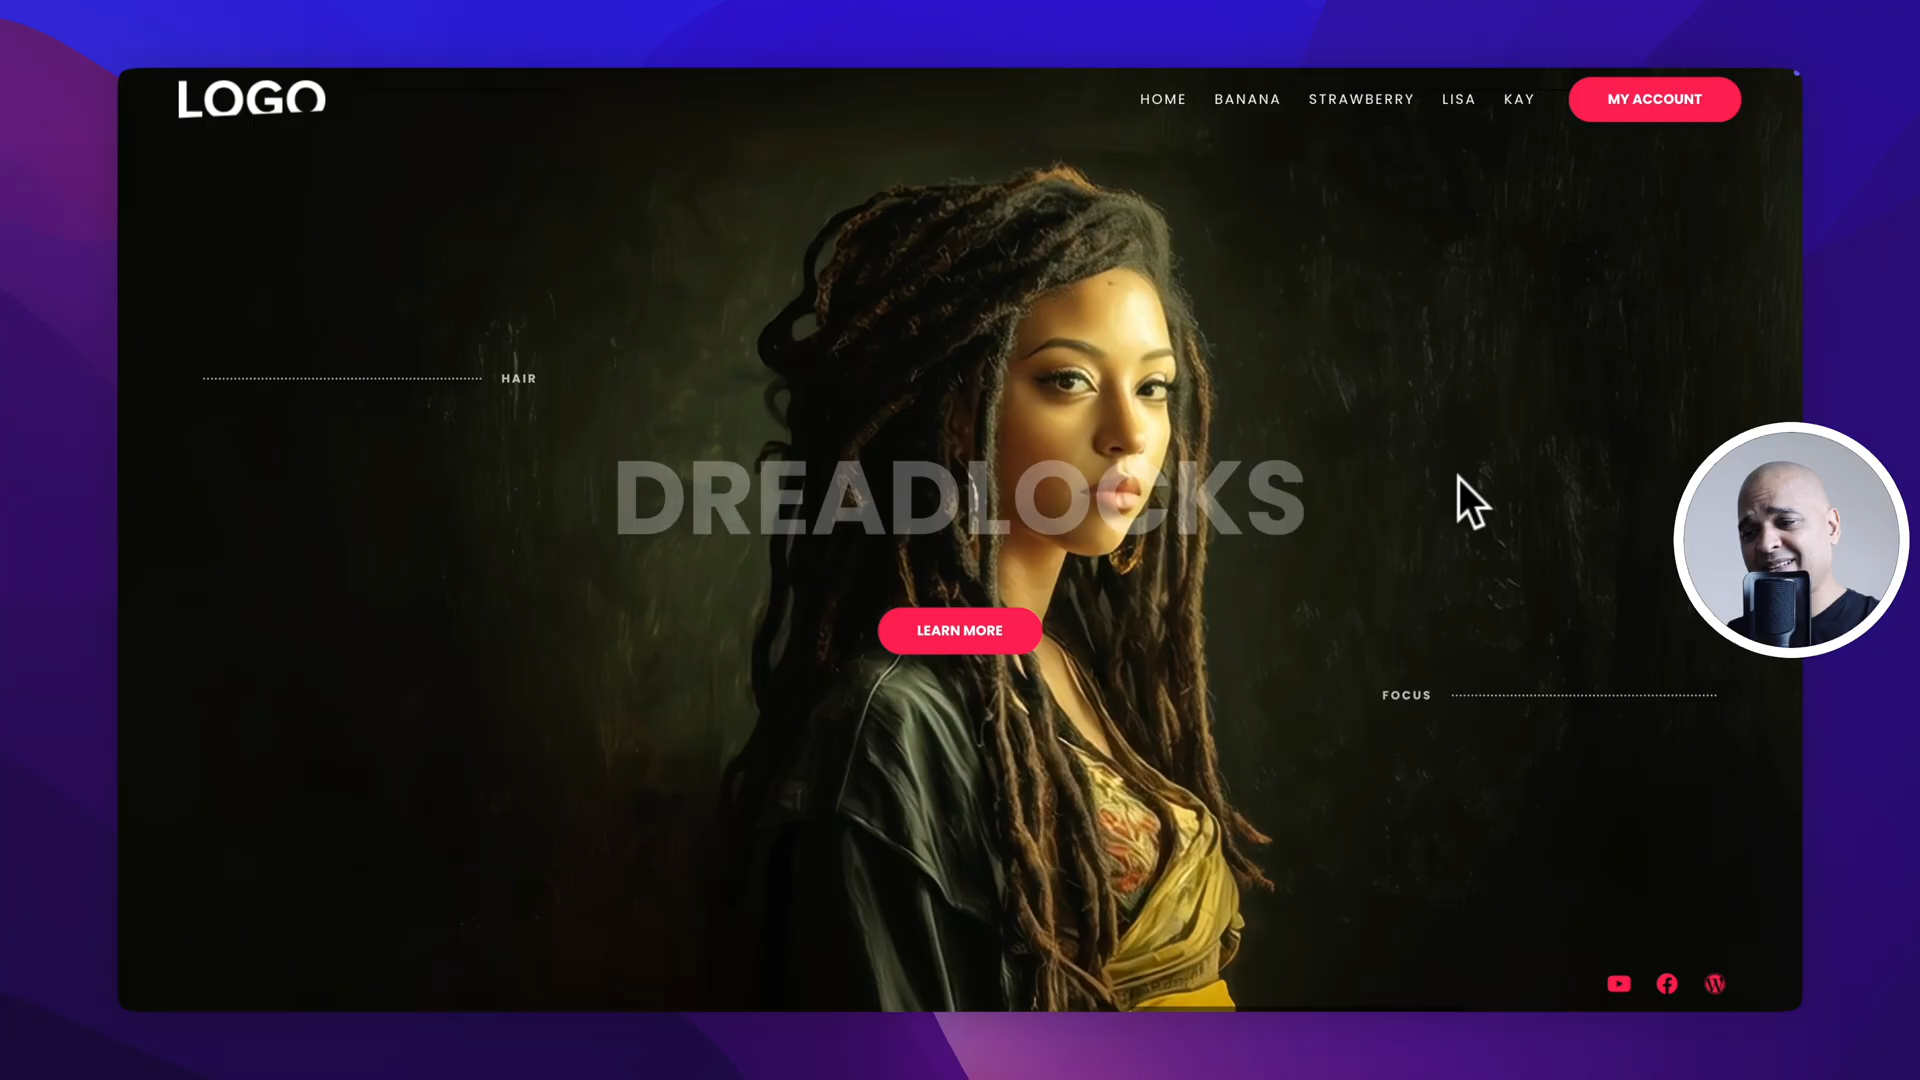 LOGO
HOME BANANA STRAWBERRY LISA KAY MY ACCOUNT
HAIR
DREADLOCKS
LEARN MORE
FOCUS